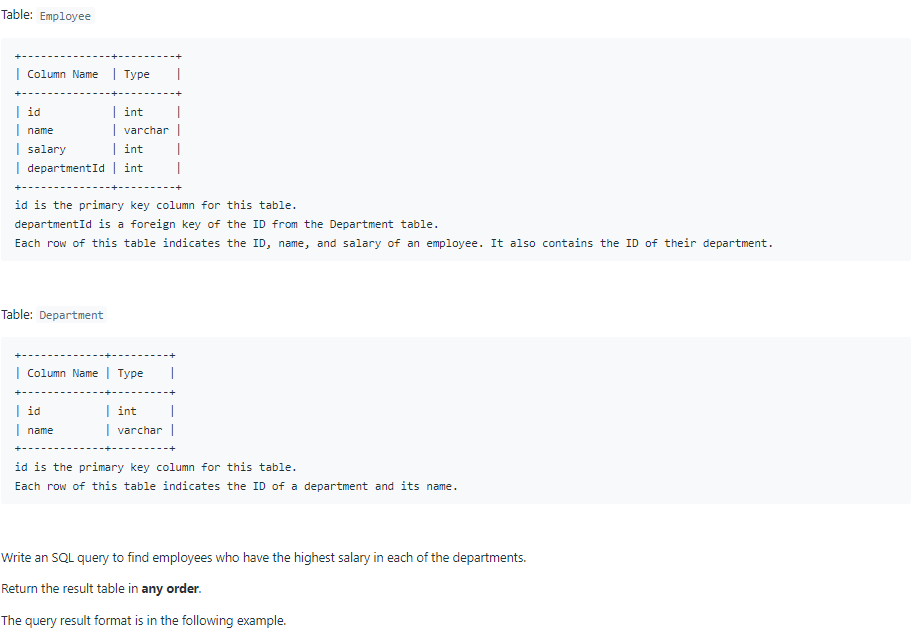 Table: Employee
+--------------+---------+
| Column Name  | Type    |
+--------------+---------+
| id           | int     |
| name         | varchar |
| salary       | int     |
| departmentId | int     |
+--------------+---------+
id is the primary key column for this table.
departmentId is a foreign key of the ID from the Department table.
Each row of this table indicates the ID, name, and salary of an employee. It also contains the ID of their department.
Table: Department
+-------------+---------+
| Column Name | Type    |
+-------------+---------+
| id          | int     |
| name        | varchar |
+-------------+---------+
id is the primary key column for this table.
Each row of this table indicates the ID of a department and its name.
Write an SQL query to find employees who have the highest salary in each of the departments.
Return the result table in any order.
The query result format is in the following example.